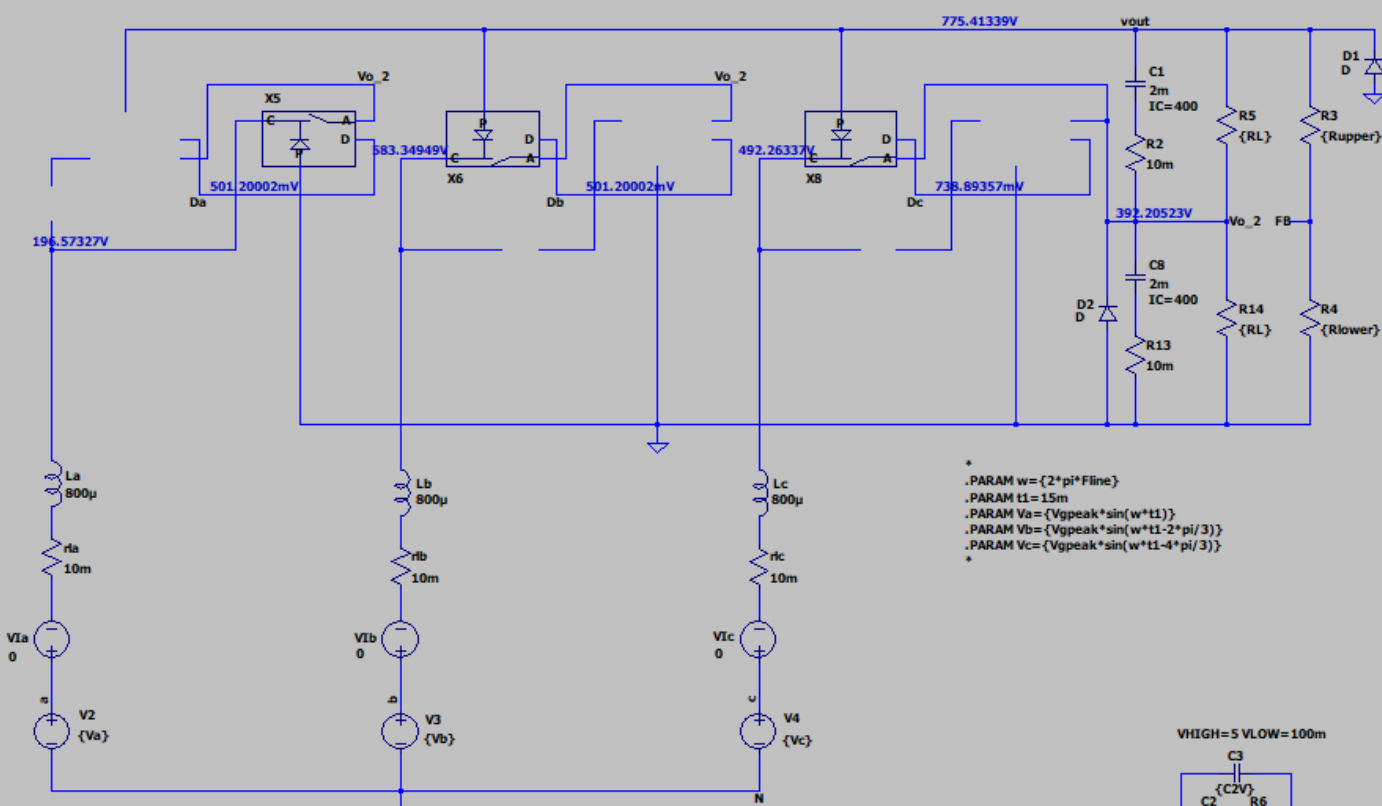 775.41339V
vout
D1
D
C1
2m
IC=400
Vo_2
Vo_2
X5
C
A
D
P
583.34949V
P
D
C
A
X6
492.26337V
P
D
C
A
X8
R5
{RL}
R3
{Rupper}
R2
10m
501.20002mV
Da
501.20002mV
Db
738.89357mV
Dc
392.20523V
Vo_2
FB
196.57327V
C8
2m
IC=400
D2
D
R14
{RL}
R4
{Rlower}
R13
10m
La
800µ
Lb
800µ
Lc
800µ
*
.PARAM w={2*pi*Fline}
.PARAM t1=15m
.PARAM Va={Vgpeak*sin(w*t1)}
.PARAM Vb={Vgpeak*sin(w*t1-2*pi/3)}
.PARAM Vc={Vgpeak*sin(w*t1-4*pi/3)}
*
rla
10m
rlb
10m
rlc
10m
VIa
0
VIb
0
VIc
0
a
b
c
V2
{Va}
V3
{Vb}
V4
{Vc}
N
VHIGH=5 VLOW=100m
C3
{C2V}
C2
R6